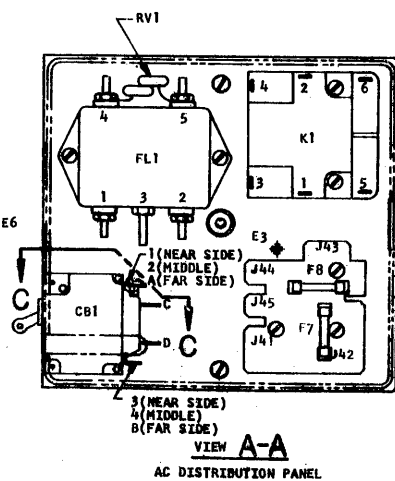 RV1
4 5
FL1
1 3 2
4 2 6
K1
3 1 5
E6
E3
J43
J44
F8
J45
J41
F7
J42
1(NEAR SIDE)
2(MIDDLE)
A(FAR SIDE)
C
CB1
C
D
C
3(NEAR SIDE)
4(MIDDLE)
B(FAR SIDE)
VIEW A-A
AC DISTRIBUTION PANEL